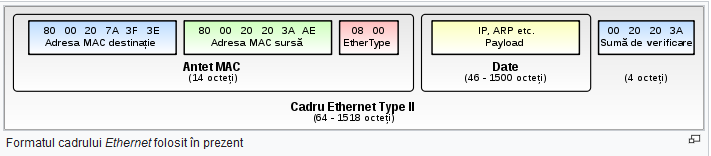 80 00 20 7A 3F 3E
Adresa MAC destinație
80 00 20 20 3A AE
Adresa MAC sursă
08 00
EtherType
IP, ARP etc.
Payload
00 20 20 3A
Sumă de verificare
Antet MAC
(14 octeți)
Date
(46 - 1500 octeți)
(4 octeți)
Cadru Ethernet Type II
(64 - 1518 octeți)
Formatul cadrului Ethernet folosit în prezent